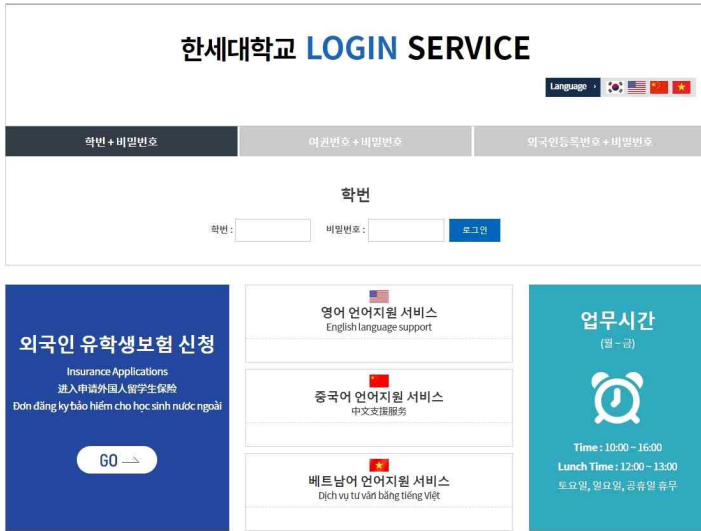 한세대학교 LOGIN SERVICE
Language ›
학번 + 비밀번호
여권번호 + 비밀번호
외국인등록번호 + 비밀번호
학번
학번 :
비밀번호 :
로그인
외국인 유학생보험 신청
Insurance Applications
进入申请外国人留学生保险
Đơn đăng ky bảo hiểm cho học sinh nước ngoài
GO
영어 언어지원 서비스
English language support
중국어 언어지원 서비스
中文支援服务
베트남어 언어지원 서비스
Dịch vụ tư vấn bằng tiếng Việt
업무시간
(월 ~ 금)
Time : 10:00 ~ 16:00
Lunch Time : 12:00 ~ 13:00
토요일, 일요일, 공휴일 휴무